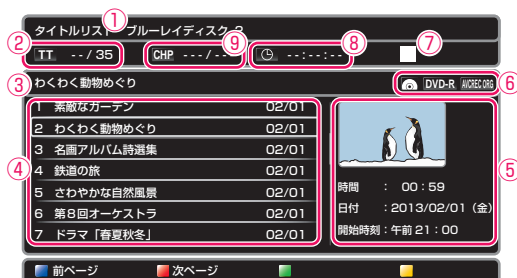 ①
タイトルリスト ブルーレイディスク 2
② ⑨ ⑧ ⑦
TT --/35 CHP ---/--- --:--:--
③ わくわく動物めぐり DVD-R AVCREC ORG ⑥
④ ⑤
1 素敵なガーデン 02/01
2 わくわく動物めぐり 02/01
3 名画アルバム詩選集 02/01
4 鉄道の旅 02/01
5 さわやかな自然風景 02/01
6 第8回オーケストラ 02/01
7 ドラマ「春夏秋冬」 02/01
時間 : 00:59
日付 :2013/02/01 (金)
開始時刻:午前 21:00
前ページ 次ページ